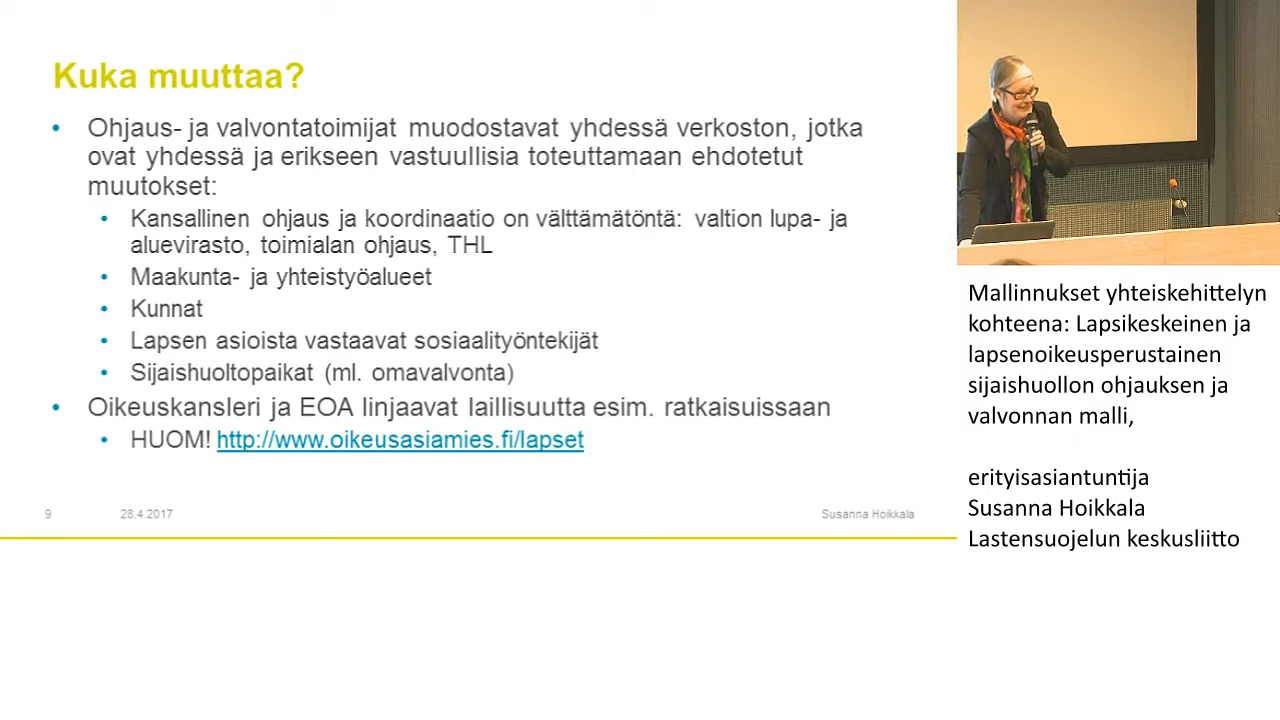 Kuka muuttaa?
• Ohjaus- ja valvontatoimijat muodostavat yhdessä verkoston, jotka
ovat yhdessä ja erikseen vastuullisia toteuttamaan ehdotetut
muutokset:
• Kansallinen ohjaus ja koordinaatio on välttämätöntä: valtion lupa- ja
aluevirasto, toimialan ohjaus, THL
• Maakunta- ja yhteistyöalueet
• Kunnat
• Lapsen asioista vastaavat sosiaalityöntekijät
• Sijaishuoltopaikat (ml. omavalvonta)
• Oikeuskansleri ja EOA linjaavat laillisuutta esim. ratkaisuissaan
• HUOM! http://www.oikeusasiamies.fi/lapset
9 28.4.2017 Susanna Hoikkala
Mallinnukset yhteiskehittelyn
kohteena: Lapsikeskeinen ja
lapsenoikeusperustainen
sijaishuollon ohjauksen ja
valvonnan malli,
erityisasiantuntija
Susanna Hoikkala
Lastensuojelun keskusliitto